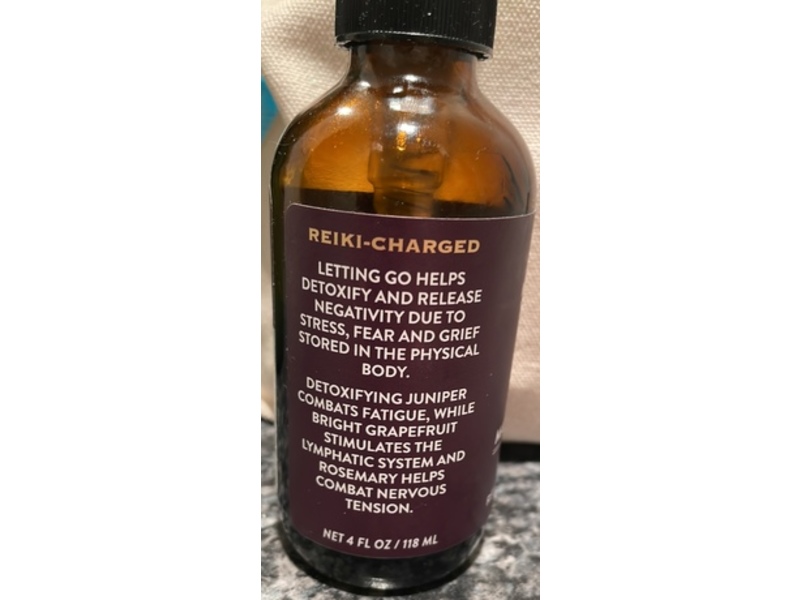 REIKI-CHARGED
LETTING GO HELPS
DETOXIFY AND RELEASE
NEGATIVITY DUE TO
STRESS, FEAR AND GRIEF
STORED IN THE PHYSICAL
BODY.
DETOXIFYING JUNIPER
COMBATS FATIGUE, WHILE
BRIGHT GRAPEFRUIT
STIMULATES THE
LYMPHATIC SYSTEM AND
ROSEMARY HELPS
COMBAT NERVOUS
TENSION.
NET 4 FL OZ / 118 ML